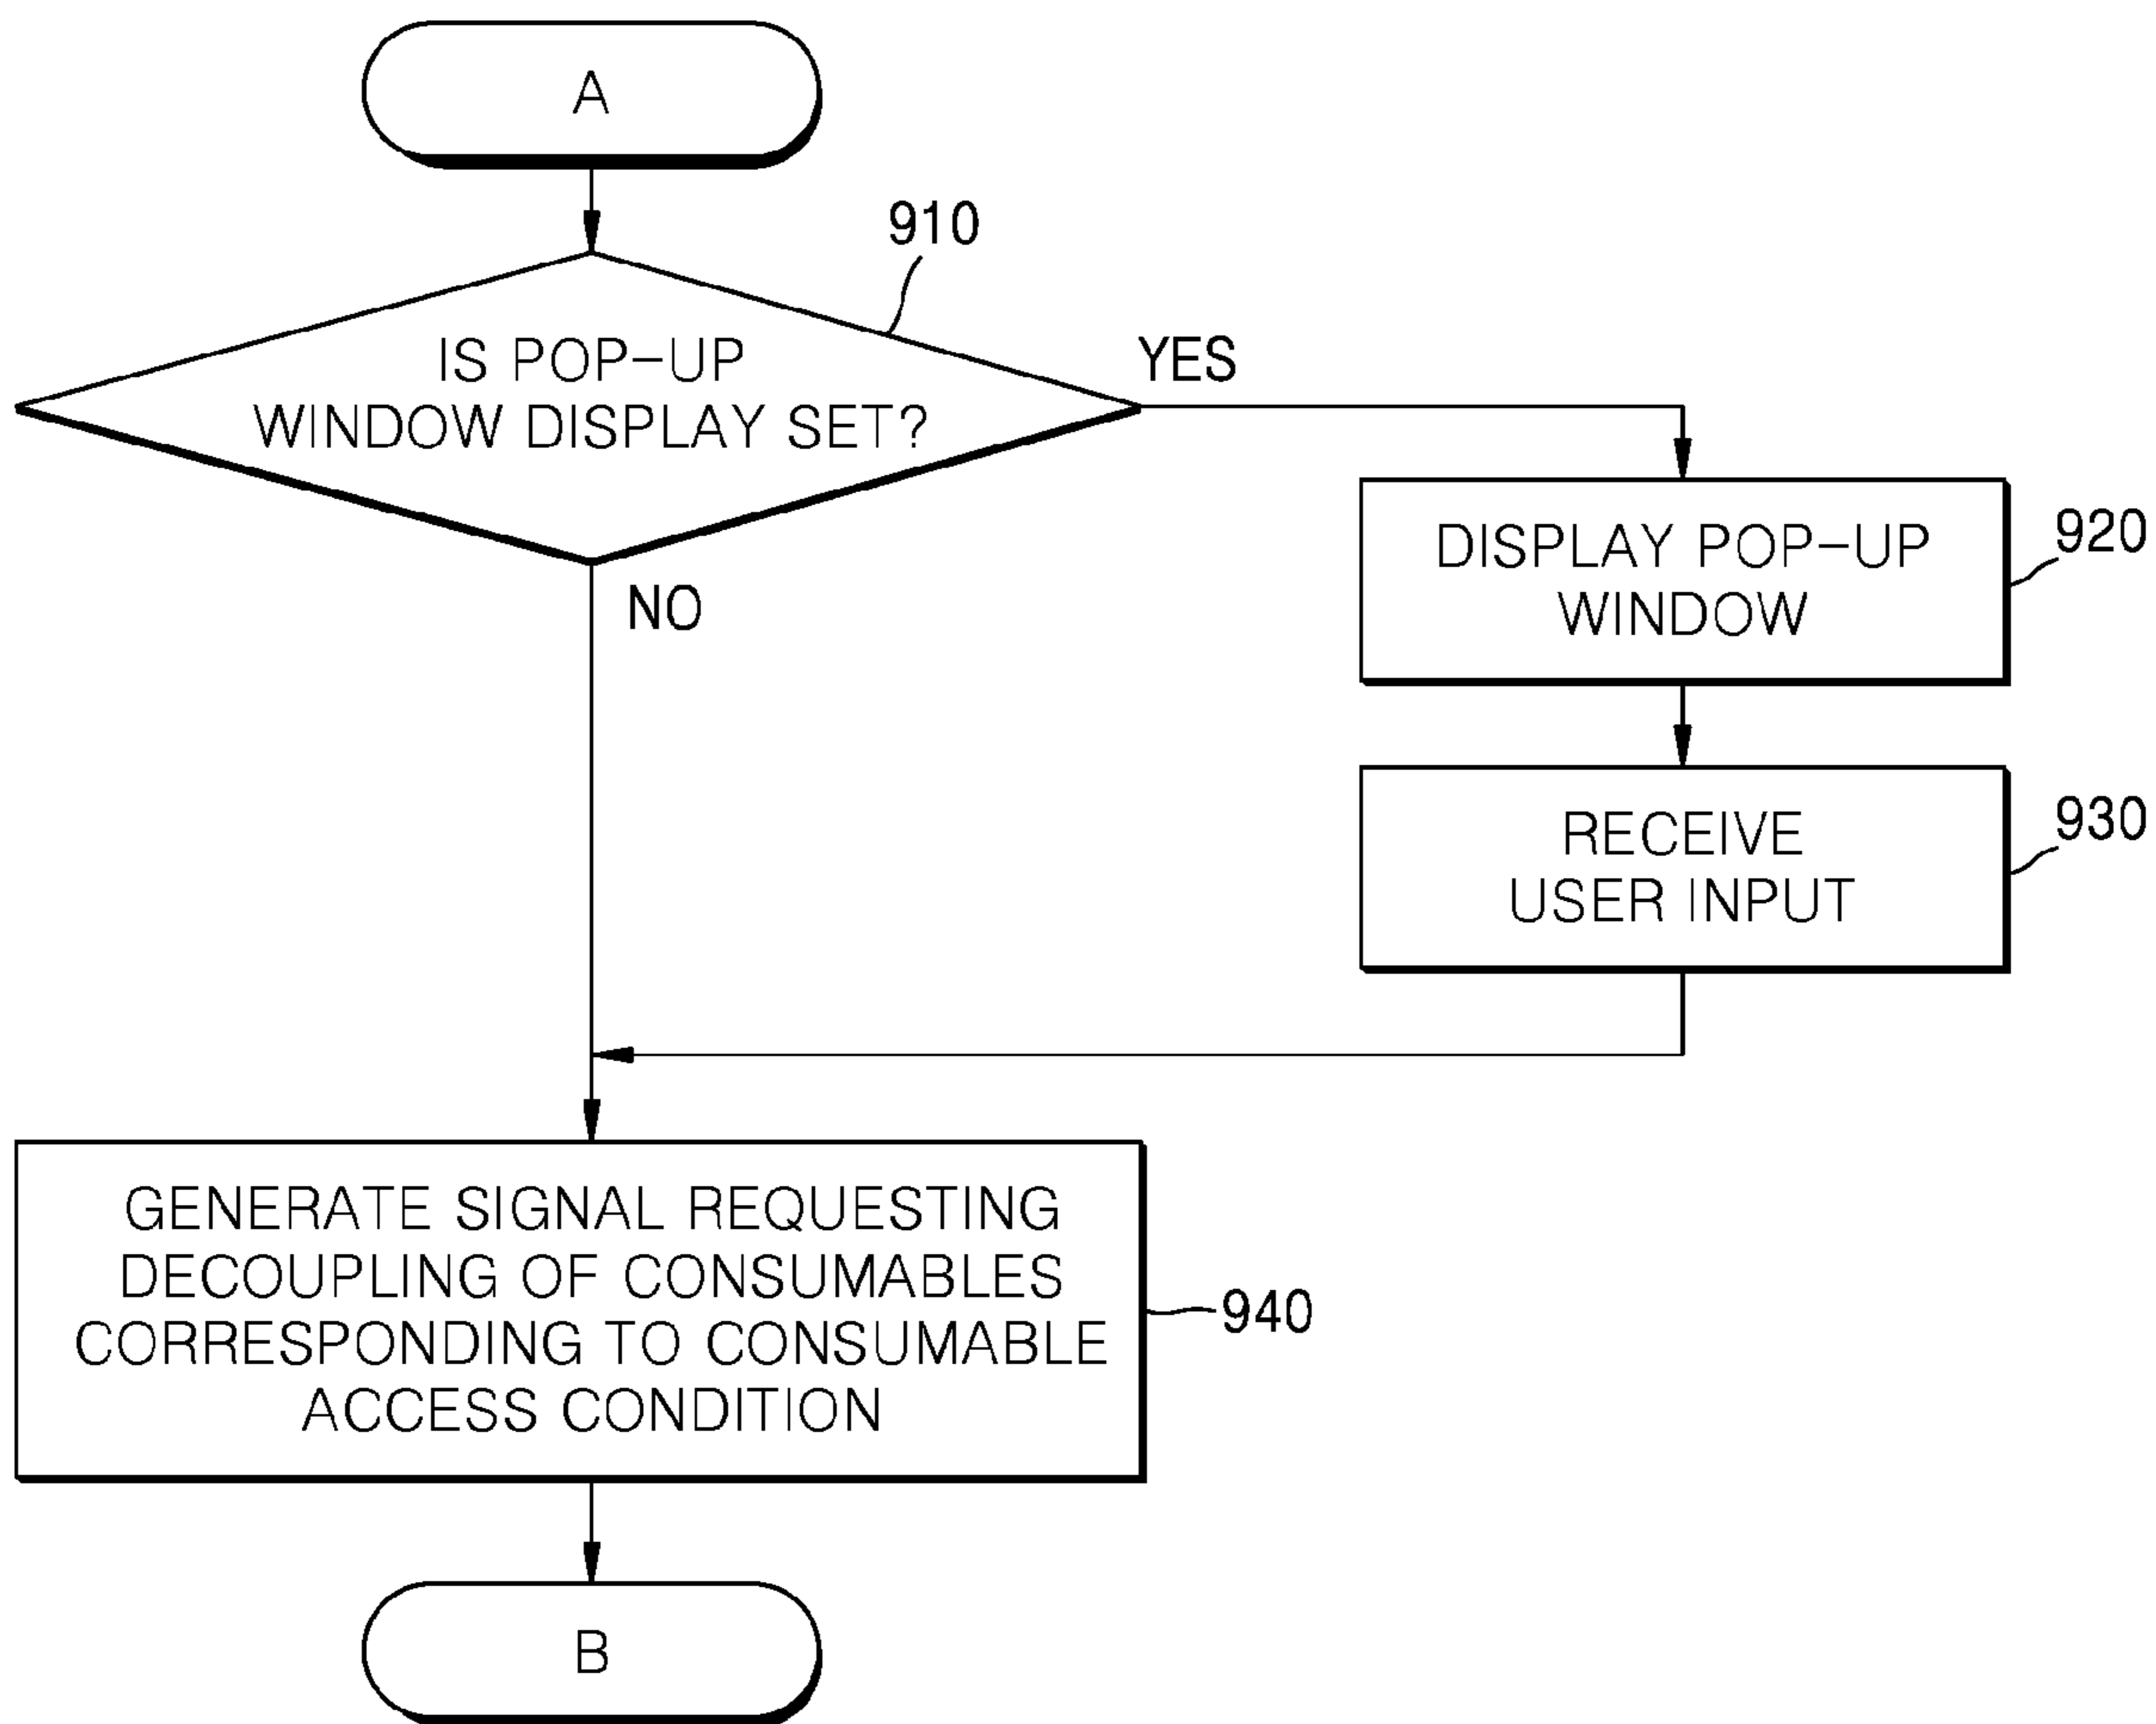 A
910
IS POP-UP
WINDOW DISPLAY SET?
YES
NO
DISPLAY POP-UP
WINDOW
920
RECEIVE
USER INPUT
930
GENERATE SIGNAL REQUESTING
DECOUPLING OF CONSUMABLES
CORRESPONDING TO CONSUMABLE
ACCESS CONDITION
940
B